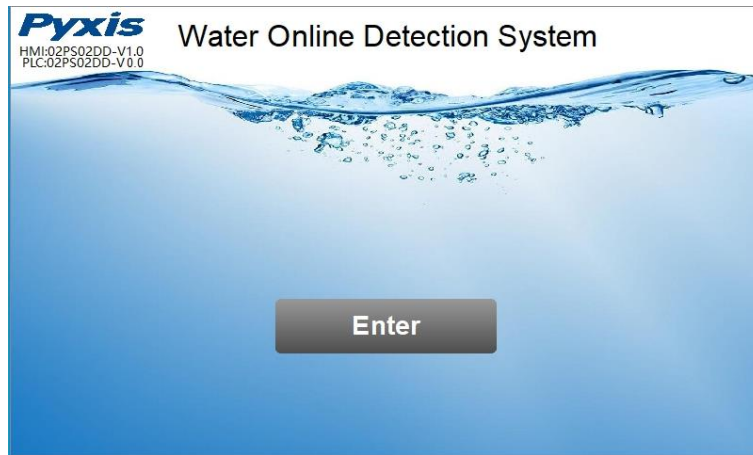 Pyxis
HMI:02PS02DD-V1.0
PLC:02PS02DD-V0.0
Water Online Detection System
Enter